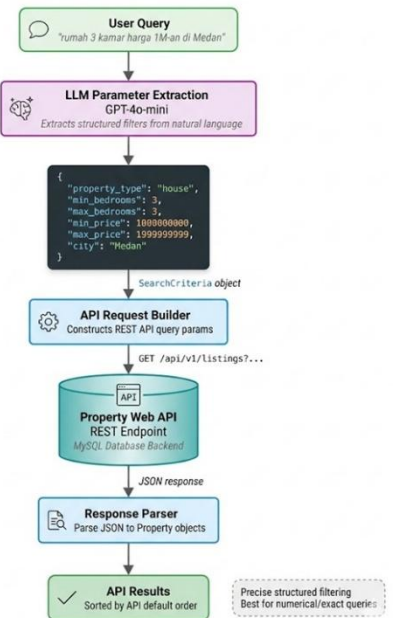 User Query
"rumah 3 kamar harga 1M-an di Medan"
LLM Parameter Extraction
GPT-4o-mini
Extracts structured filters from natural language
{
"property_type": "house",
"min_bedrooms": 3,
"max_bedrooms": 3,
"min_price": 1000000000,
"max_price": 1999999999,
"city": "Medan"
}
SearchCriteria object
API Request Builder
Constructs REST API query params
GET /api/v1/listings?...
API
Property Web API
REST Endpoint
MySQL Database Backend
JSON response
Response Parser
Parse JSON to Property objects
API Results
Sorted by API default order
Precise structured filtering
Best for numerical/exact queries